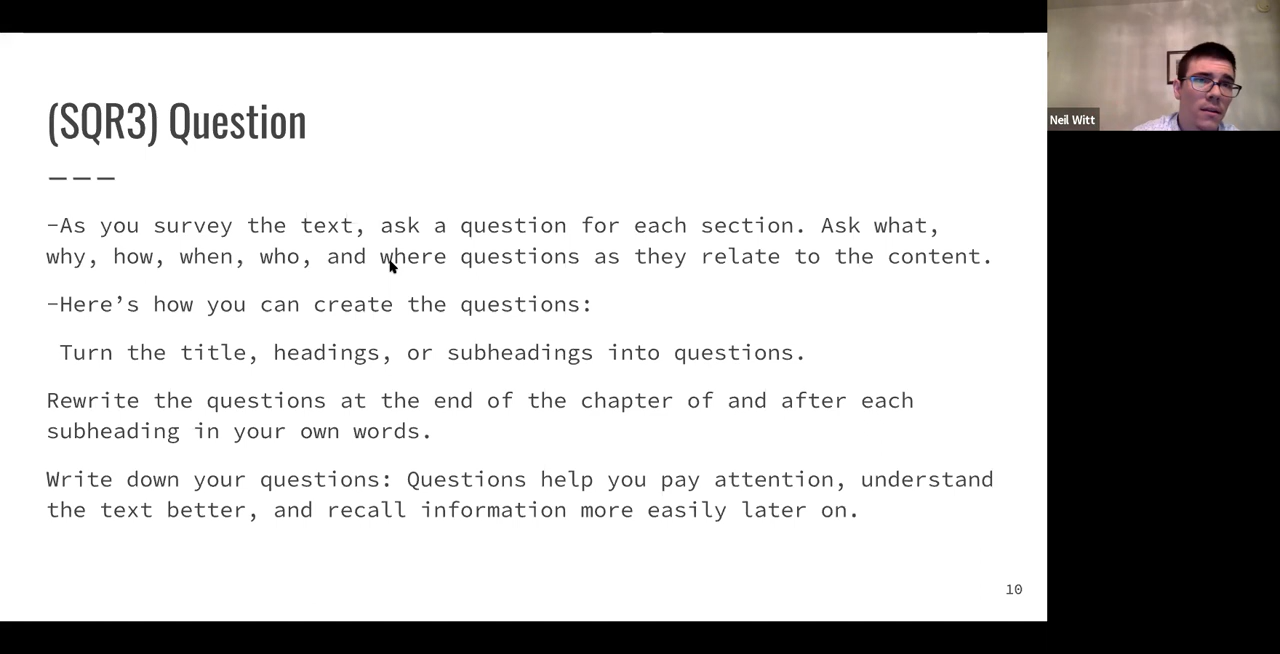 (SQR3) Question
–As you survey the text, ask a question for each section. Ask what,
why, how, when, who, and where questions as they relate to the content.
–Here’s how you can create the questions:
Turn the title, headings, or subheadings into questions.
Rewrite the questions at the end of the chapter of and after each
subheading in your own words.
Write down your questions: Questions help you pay attention, understand
the text better, and recall information more easily later on.
10
Neil Witt